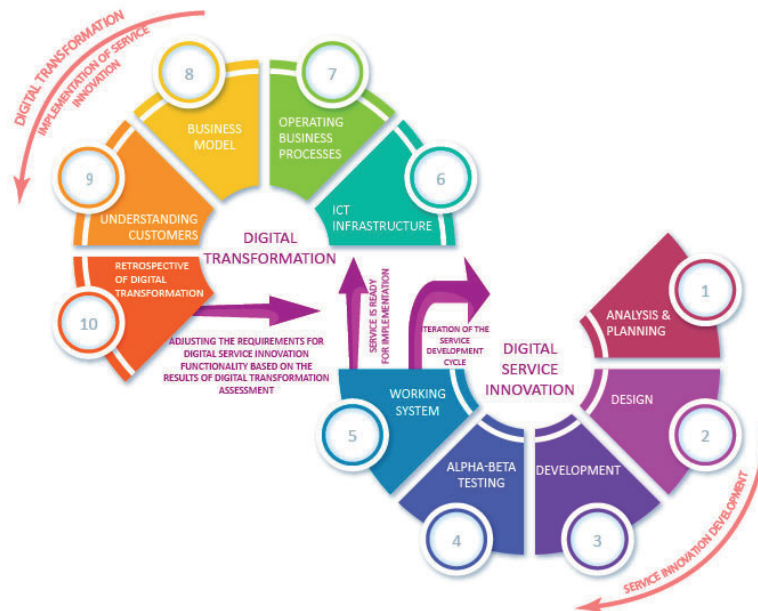 DIGITAL TRANSFORMATION
IMPLEMENTATION OF SERVICE
INNOVATION
8
BUSINESS
MODEL
7
OPERATING
BUSINESS
PROCESSES
9
UNDERSTANDING
CUSTOMERS
6
ICT
INFRASTRUCTURE
DIGITAL
TRANSFORMATION
RETROSPECTIVE
OF DIGITAL
TRANSFORMATION
10
ADJUSTING THE REQUIREMENTS FOR
DIGITAL SERVICE INNOVATION
FUNCTIONALITY BASED ON THE
RESULTS OF DIGITAL TRANSFORMATION
ASSESSMENT
SERVICE IS READY
FOR IMPLEMENTATION
ITERATION OF THE
SERVICE
DEVELOPMENT
CYCLE
DIGITAL
SERVICE
INNOVATION
1
ANALYSIS &
PLANNING
DESIGN
2
DEVELOPMENT
3
ALPHA-BETA
TESTING
4
WORKING
SYSTEM
5
SERVICE INNOVATION DEVELOPMENT